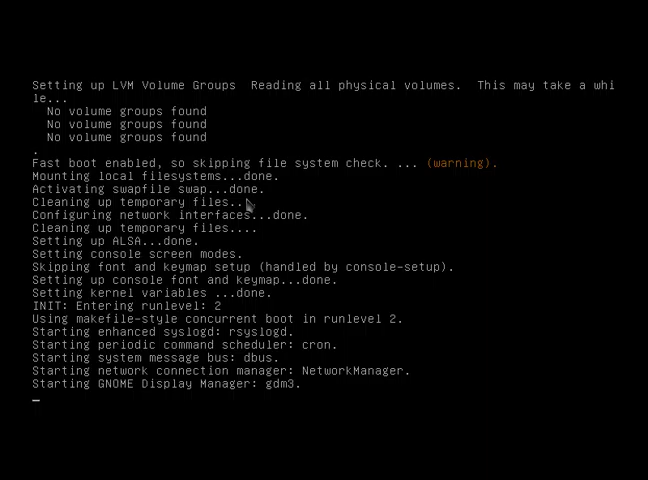 Setting up LVM Volume Groups  Reading all physical volumes.  This may take a whi
le...
  No volume groups found
  No volume groups found
  No volume groups found
.
Fast boot enabled, so skipping file system check. ... (warning).
Mounting local filesystems...done.
Activating swapfile swap...done.
Cleaning up temporary files...
Configuring network interfaces...done.
Cleaning up temporary files....
Setting up ALSA...done.
Setting console screen modes.
Skipping font and keymap setup (handled by console-setup).
Setting up console font and keymap...done.
Setting kernel variables ...done.
INIT: Entering runlevel: 2
Using makefile-style concurrent boot in runlevel 2.
Starting enhanced syslogd: rsyslogd.
Starting periodic command scheduler: cron.
Starting system message bus: dbus.
Starting network connection manager: NetworkManager.
Starting GNOME Display Manager: gdm3.
_